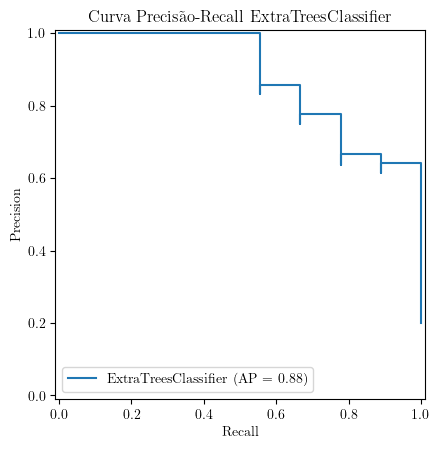 Curva Precisão-Recall ExtraTreesClassifier
1.0
0.8
0.6
0.4
0.2
0.0
Precision
ExtraTreesClassifier (AP = 0.88)
0.0 0.2 0.4 0.6 0.8 1.0
Recall